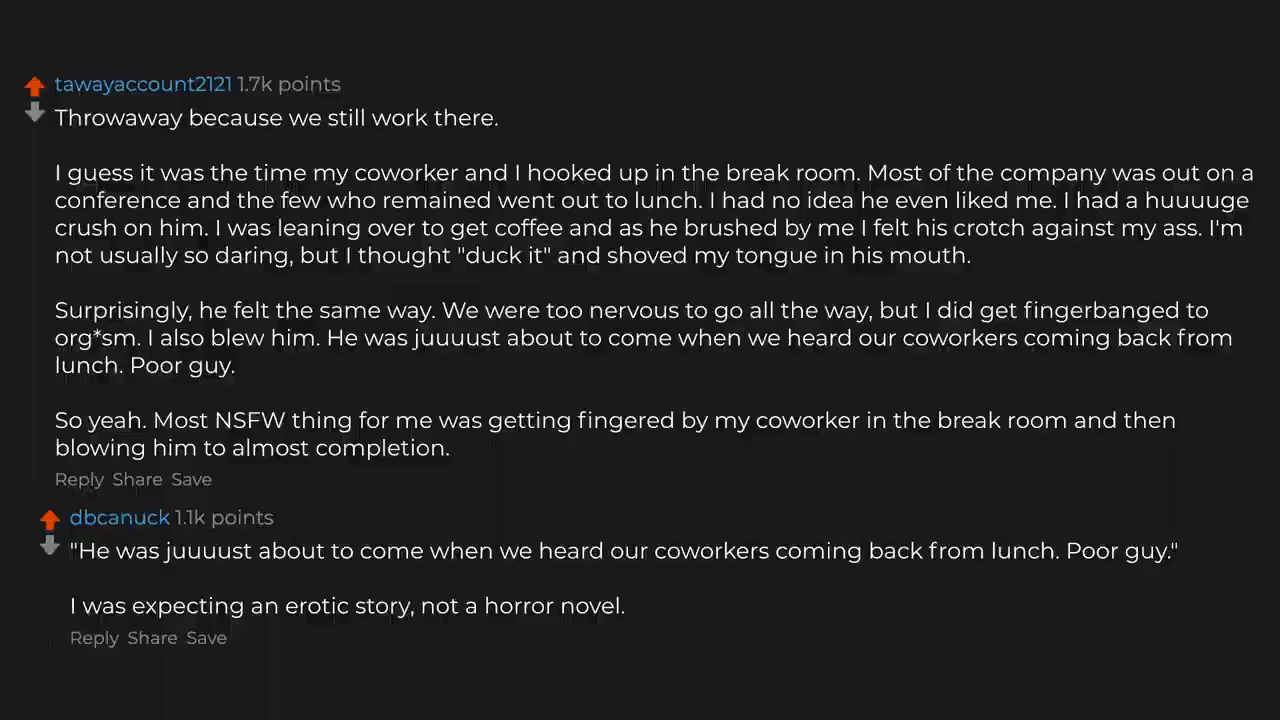 tawayaccount2121 1.7k points
Throwaway because we still work there.
I guess it was the time my coworker and I hooked up in the break room. Most of the company was out on a
conference and the few who remained went out to lunch. I had no idea he even liked me. I had a huuuuge
crush on him. I was leaning over to get coffee and as he brushed by me I felt his crotch against my ass. I'm
not usually so daring, but I thought "duck it" and shoved my tongue in his mouth.
Surprisingly, he felt the same way. We were too nervous to go all the way, but I did get fingerbanged to
org*sm. I also blew him. He was juuuust about to come when we heard our coworkers coming back from
lunch. Poor guy.
So yeah. Most NSFW thing for me was getting fingered by my coworker in the break room and then
blowing him to almost completion.
Reply Share Save
dbcanuck 1.1k points
"He was juuuust about to come when we heard our coworkers coming back from lunch. Poor guy."
I was expecting an erotic story, not a horror novel.
Reply Share Save